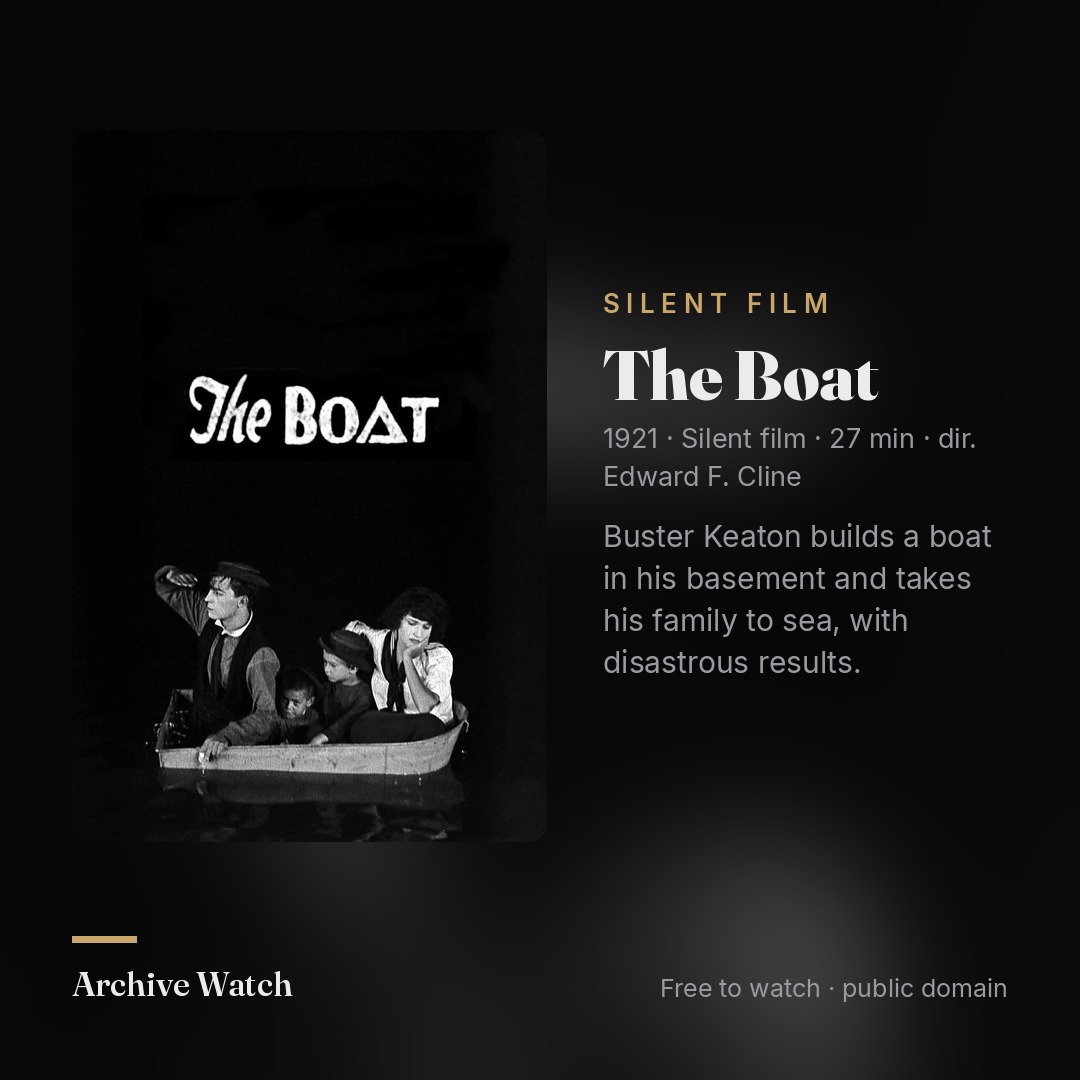 The BOAT
SILENT FILM
The Boat
1921 · Silent film · 27 min · dir.
Edward F. Cline
Buster Keaton builds a boat
in his basement and takes
his family to sea, with
disastrous results.
Archive Watch
Free to watch · public domain